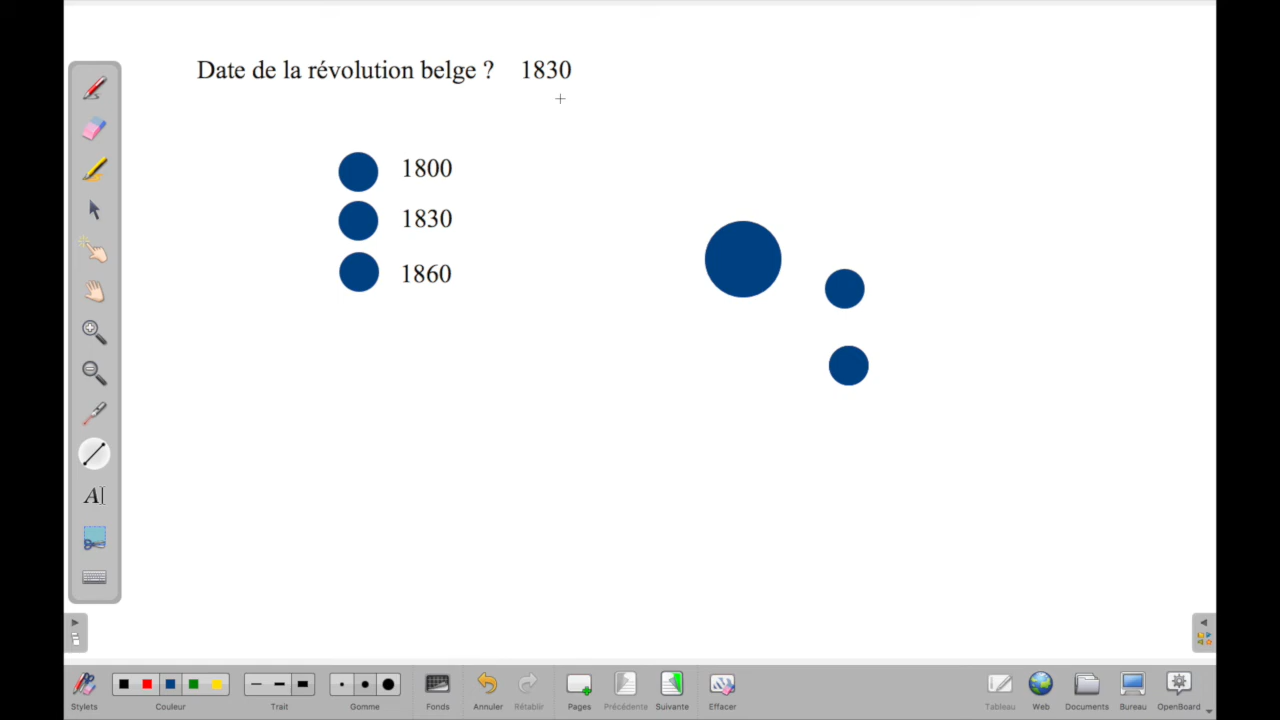 Date de la révolution belge ? 1830
1800
1830
1860
A
Stylets Couleur Trait Gomme Fonds Annuler Rétablir Pages Précédente Suivante Effacer Tableau Web Documents Bureau OpenBoard